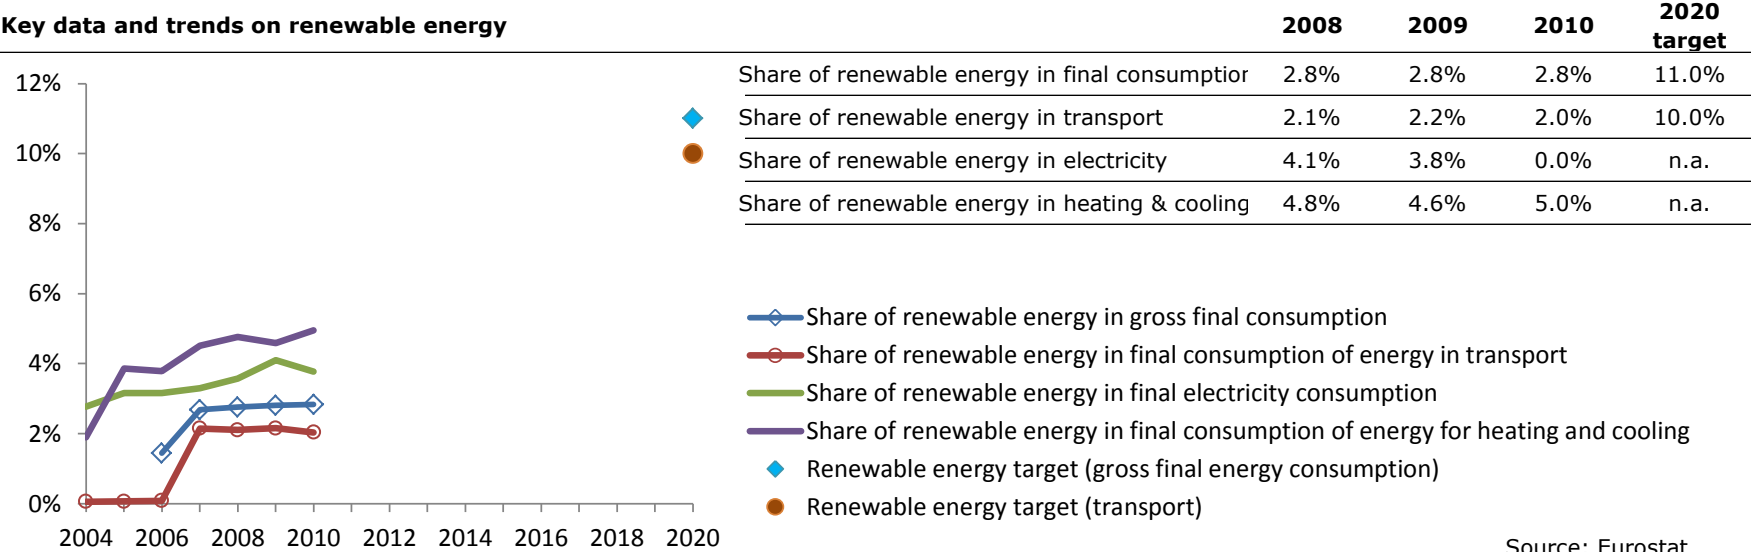 Key data and trends on renewable energy 2008 2009 2010 2020 target
Share of renewable energy in final consumption 2.8% 2.8% 2.8% 11.0%
Share of renewable energy in transport 2.1% 2.2% 2.0% 10.0%
Share of renewable energy in electricity 4.1% 3.8% 0.0% n.a.
Share of renewable energy in heating & cooling 4.8% 4.6% 5.0% n.a.
12%
10%
8%
6%
4%
2%
0%
2004 2006 2008 2010 2012 2014 2016 2018 2020
Share of renewable energy in gross final consumption
Share of renewable energy in final consumption of energy in transport
Share of renewable energy in final electricity consumption
Share of renewable energy in final consumption of energy for heating and cooling
Renewable energy target (gross final energy consumption)
Renewable energy target (transport)
Source: Eurostat